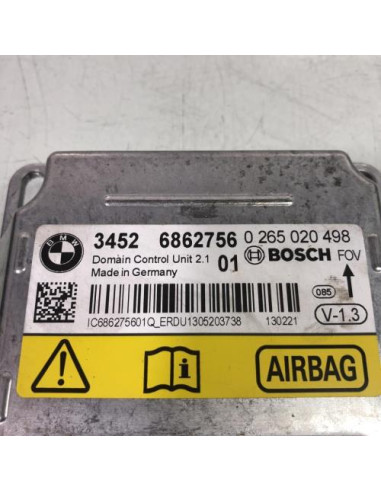 BMW
3452 6862756 0 265 020 498
Domain Control Unit 2.1 01 BOSCH FOV
Made in Germany
085
IC686275601Q_ERDU1305203738 130221 V-1.3
AIRBAG